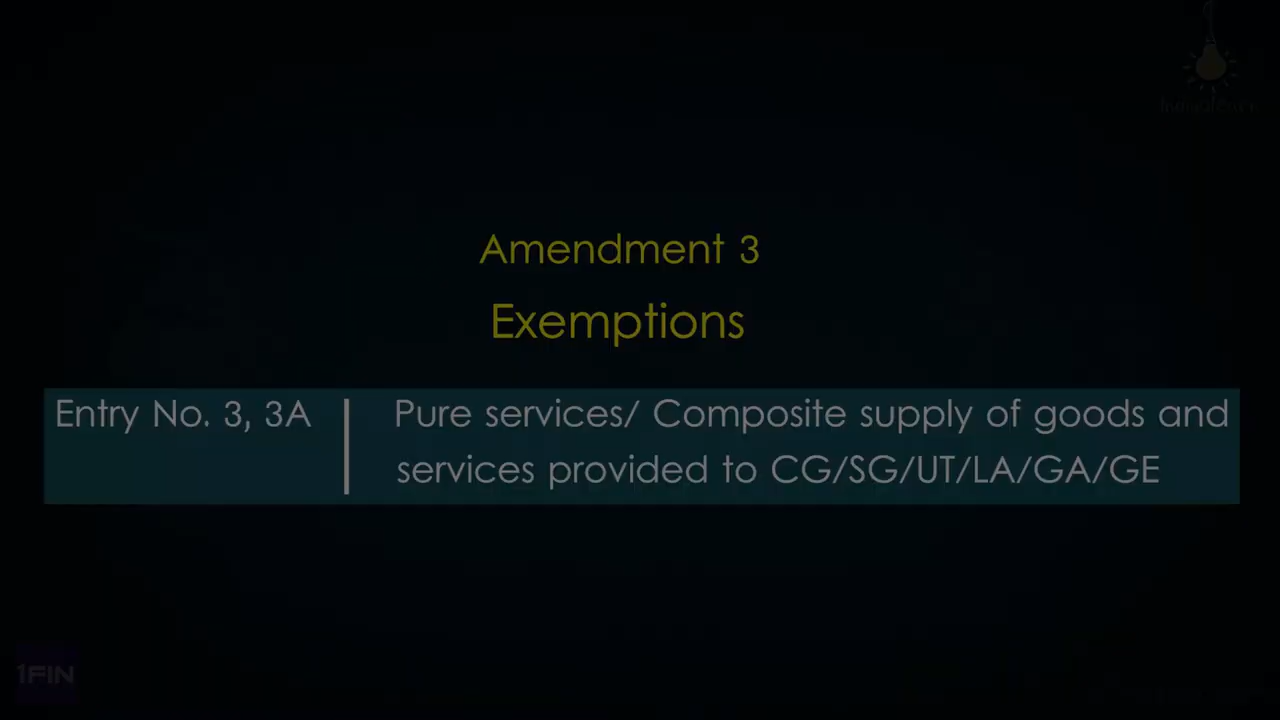 Amendment 3
Exemptions
Entry No. 3, 3A
Pure services/ Composite supply of goods and
services provided to CG/SG/UT/LA/GA/GE
1FIN